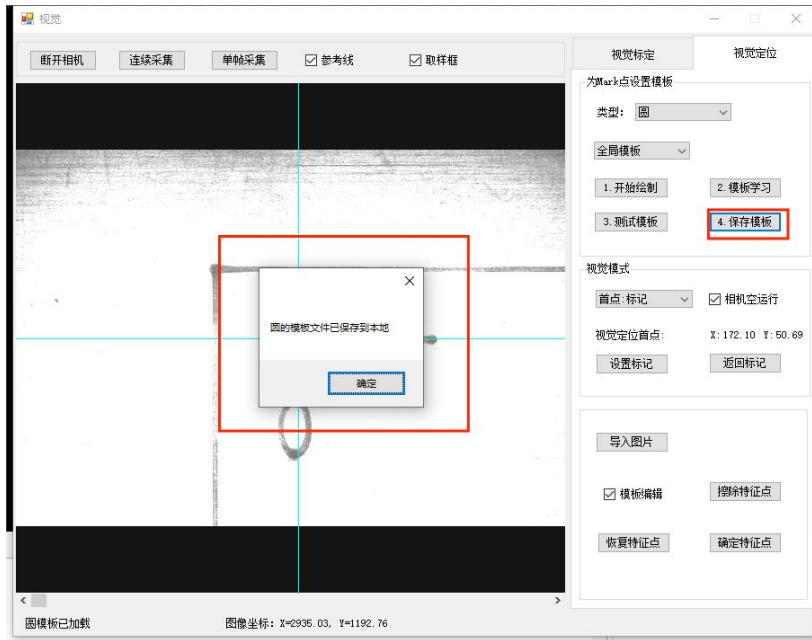 视觉
断开相机 连续采集 单帧采集 参考线 取样框
视觉标定 视觉定位
为Mark点设置模板
类型： 圆
全局模板
1. 开始绘制 2. 模板学习
3. 测试模板 4. 保存模板
圆的模板文件已保存到本地
确定
视觉模式
首点:标记 相机空运行
视觉定位首点: X:172.10 Y:50.69
设置标记 返回标记
导入图片
模板编辑 擦除特征点
恢复特征点 确定特征点
圆模板已加载 图像坐标：X=2935.03, Y=1192.76